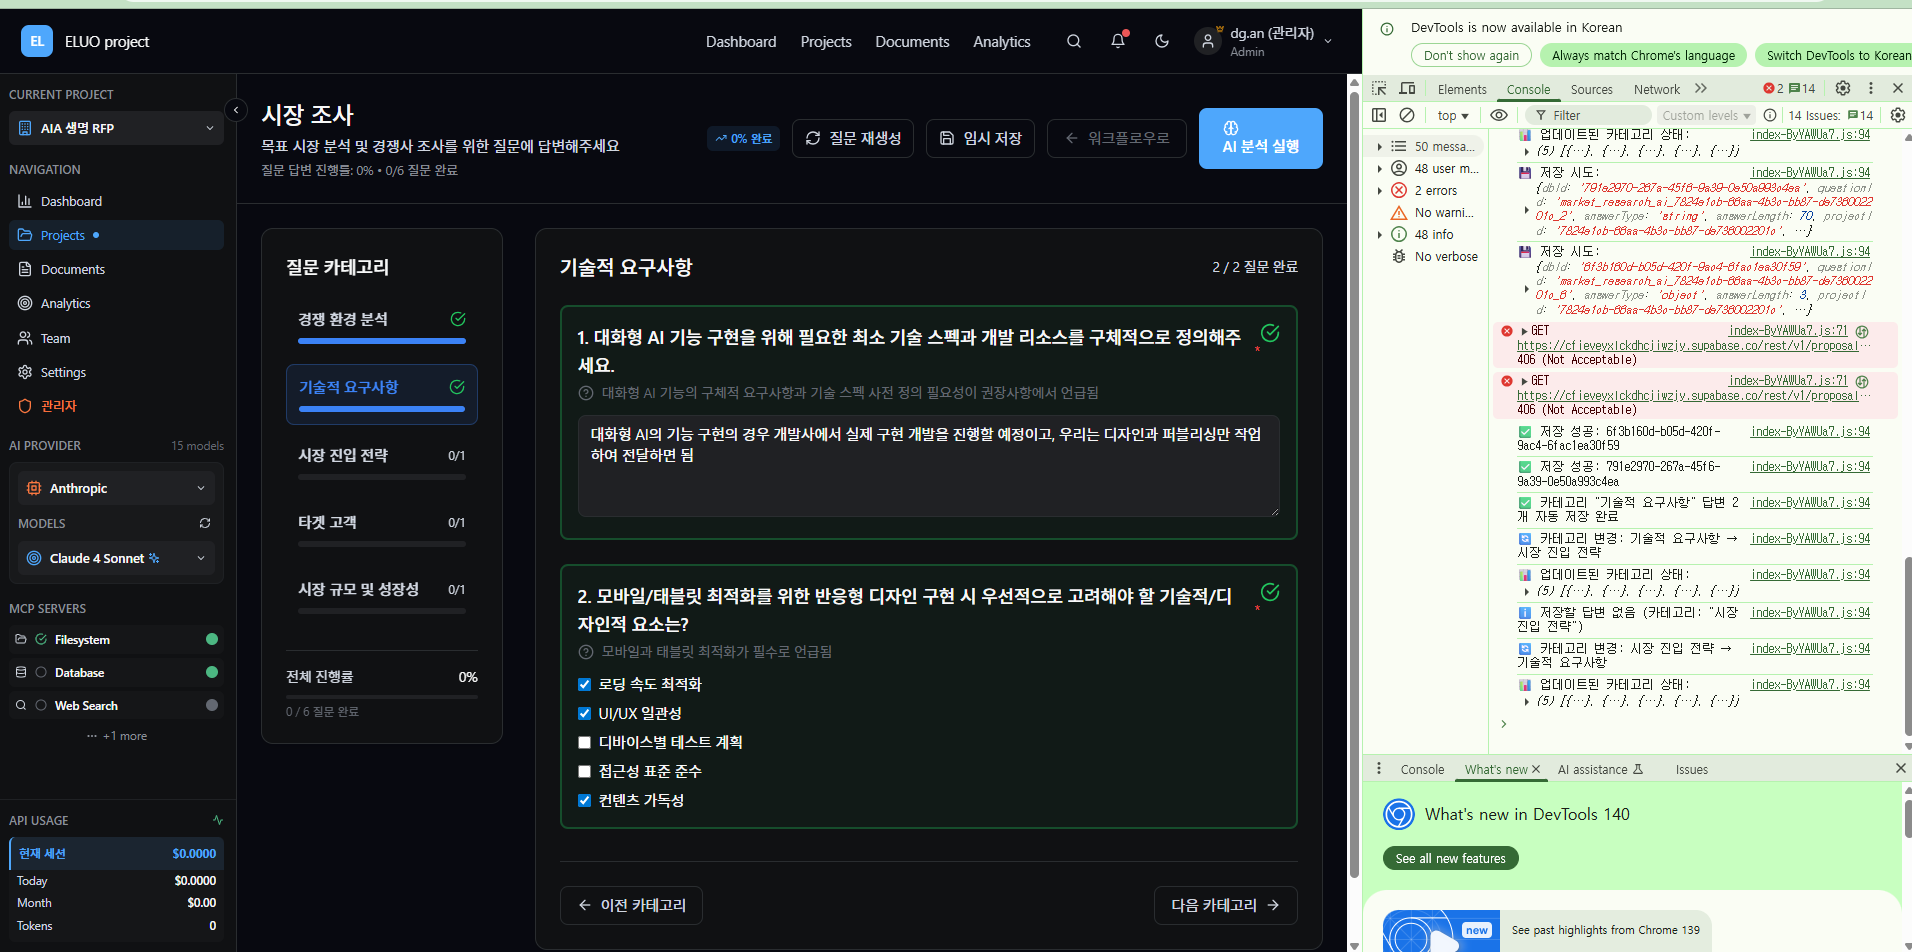 EL ELUO project
Dashboard Projects Documents Analytics
dg.an (관리자)
Admin
CURRENT PROJECT
AIA 생명 RFP
NAVIGATION
Dashboard
Projects
Documents
Analytics
Team
Settings
관리자
AI PROVIDER 15 models
Anthropic
MODELS
Claude 4 Sonnet
MCP SERVERS
Filesystem
Database
Web Search
··· +1 more
API USAGE
현재 세션 $0.0000
Today $0.0000
Month $0.00
Tokens 0
시장 조사
목표 시장 분석 및 경쟁사 조사를 위한 질문에 답변해주세요
질문 답변 진행률: 0% • 0/6 질문 완료
0% 완료
질문 재생성
임시 저장
워크플로우로
AI 분석 실행
질문 카테고리
경쟁 환경 분석
기술적 요구사항
시장 진입 전략 0/1
타겟 고객 0/1
시장 규모 및 성장성 0/1
전체 진행률 0%
0 / 6 질문 완료
기술적 요구사항 2 / 2 질문 완료
1. 대화형 AI 기능 구현을 위해 필요한 최소 기술 스펙과 개발 리소스를 구체적으로 정의해주
세요. *
대화형 AI 기능의 구체적 요구사항과 기술 스펙 사전 정의 필요성이 권장사항에서 언급됨
대화형 AI의 기능 구현의 경우 개발사에서 실제 구현 개발을 진행할 예정이고, 우리는 디자인과 퍼블리싱만 작업
하여 전달하면 됨
2. 모바일/태블릿 최적화를 위한 반응형 디자인 구현 시 우선적으로 고려해야 할 기술적/디
자인적 요소는? *
모바일과 태블릿 최적화가 필수로 언급됨
로딩 속도 최적화
UI/UX 일관성
디바이스별 테스트 계획
접근성 표준 준수
컨텐츠 가독성
← 이전 카테고리
다음 카테고리 →
DevTools is now available in Korean
Don't show again
Always match Chrome's language
Switch DevTools to Korean
Elements Console Sources Network 2 14
top Filter Custom levels 14 Issues: 14
50 messa...
48 user m...
2 errors
No warni...
48 info
No verbose
업데이트된 카테고리 상태: index-ByYAWUa7.js:94
(5) [{…}, {…}, {…}, {…}, {…}]
저장 시도: index-ByYAWUa7.js:94
{dbId: '791e2970-267a-45f6-9a39-0e50a993c4ea', questionI
d: 'market_research_ai_7824e1ob-66aa-4b3c-bb87-de7360022
01c_2', answerType: 'string', answerLength: 70, projectI
d: '7824e1ob-66aa-4b3c-bb87-de736002201c', …}
저장 시도: index-ByYAWUa7.js:94
{dbId: '6f3b160d-b05d-420f-9ac4-6fac1ea30f59', questionI
d: 'market_research_ai_7824e1ob-66aa-4b3c-bb87-de7360022
01c_6', answerType: 'object', answerLength: 3, projectI
d: '7824e1ob-66aa-4b3c-bb87-de736002201c', …}
GET index-ByYAWUa7.js:71
https://cfieveyxlckdhcjiwzjy.supabase.co/rest/v1/proposal…
406 (Not Acceptable)
GET index-ByYAWUa7.js:71
https://cfieveyxlckdhcjiwzjy.supabase.co/rest/v1/proposal…
406 (Not Acceptable)
저장 성공: 6f3b160d-b05d-420f- index-ByYAWUa7.js:94
9ac4-6fac1ea30f59
저장 성공: 791e2970-267a-45f6- index-ByYAWUa7.js:94
9a39-0e50a993c4ea
카테고리 "기술적 요구사항" 답변 2 index-ByYAWUa7.js:94
개 자동 저장 완료
카테고리 변경: 기술적 요구사항 → index-ByYAWUa7.js:94
시장 진입 전략
업데이트된 카테고리 상태: index-ByYAWUa7.js:94
(5) [{…}, {…}, {…}, {…}, {…}]
저장할 답변 없음 (카테고리: "시장 index-ByYAWUa7.js:94
진입 전략")
카테고리 변경: 시장 진입 전략 → index-ByYAWUa7.js:94
기술적 요구사항
업데이트된 카테고리 상태: index-ByYAWUa7.js:94
(5) [{…}, {…}, {…}, {…}, {…}]
Console What's new AI assistance Issues
What's new in DevTools 140
See all new features
new
See past highlights from Chrome 139